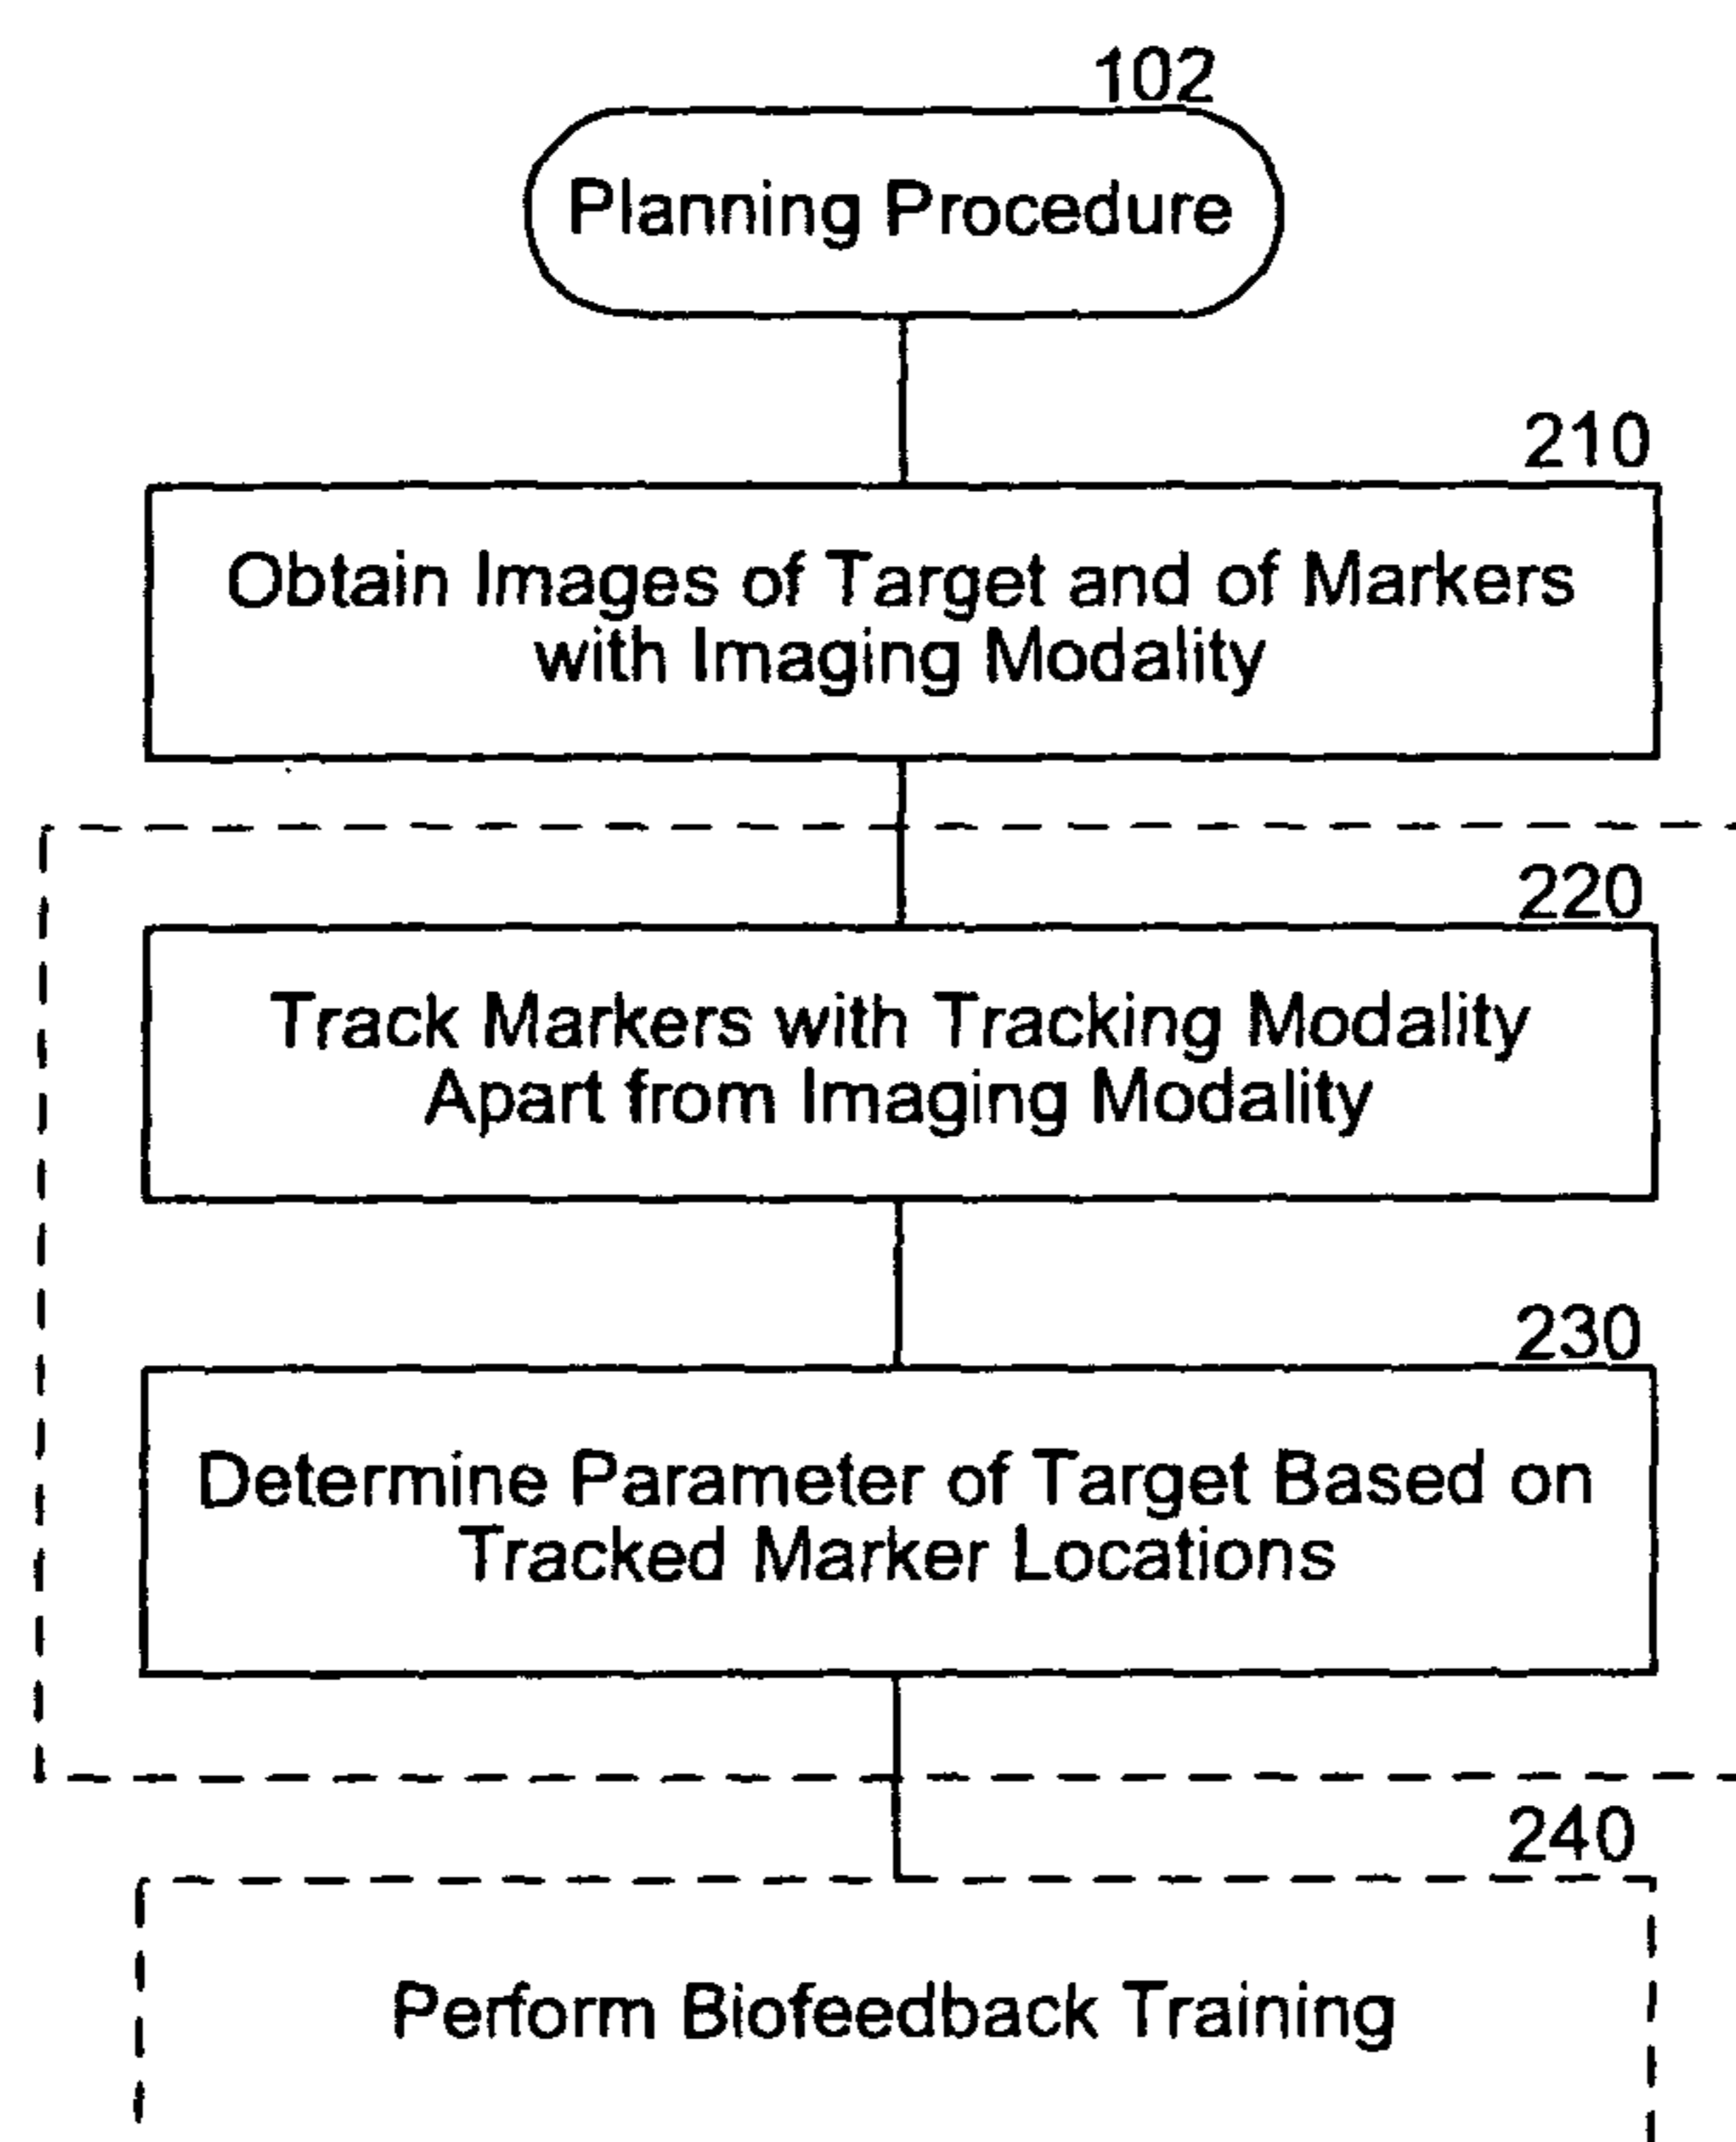 102
Planning Procedure
210
Obtain Images of Target and of Markers
with Imaging Modality
220
Track Markers with Tracking Modality
Apart from Imaging Modality
230
Determine Parameter of Target Based on
Tracked Marker Locations
240
Perform Biofeedback Training